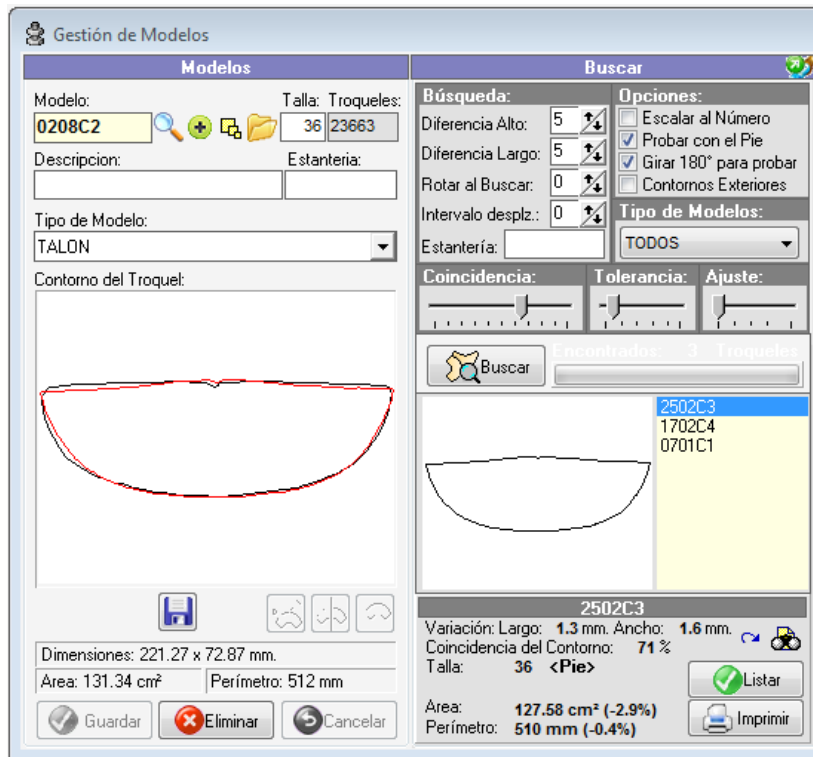 Gestión de Modelos
Modelos
Modelo:
Talla: Troqueles:
0208C2
36 23663
Descripcion:
Estanteria:
Tipo de Modelo:
TALON
Contorno del Troquel:
Dimensiones: 221.27 x 72.87 mm.
Area: 131.34 cm²
Perímetro: 512 mm
Guardar
Eliminar
Cancelar
Buscar
Búsqueda:
Diferencia Alto: 5
Diferencia Largo: 5
Rotar al Buscar: 0
Intervalo desplz.: 0
Estantería:
Opciones:
Escalar al Número
Probar con el Pie
Girar 180° para probar
Contornos Exteriores
Tipo de Modelos:
TODOS
Coincidencia:
Tolerancia:
Ajuste:
Buscar
Encontrados: 3 Troqueles
2502C3
1702C4
0701C1
2502C3
Variación: Largo: 1.3 mm. Ancho: 1.6 mm.
Coincidencia del Contorno: 71 %
Talla: 36 <Pie>
Area: 127.58 cm² (-2.9%)
Perímetro: 510 mm (-0.4%)
Listar
Imprimir